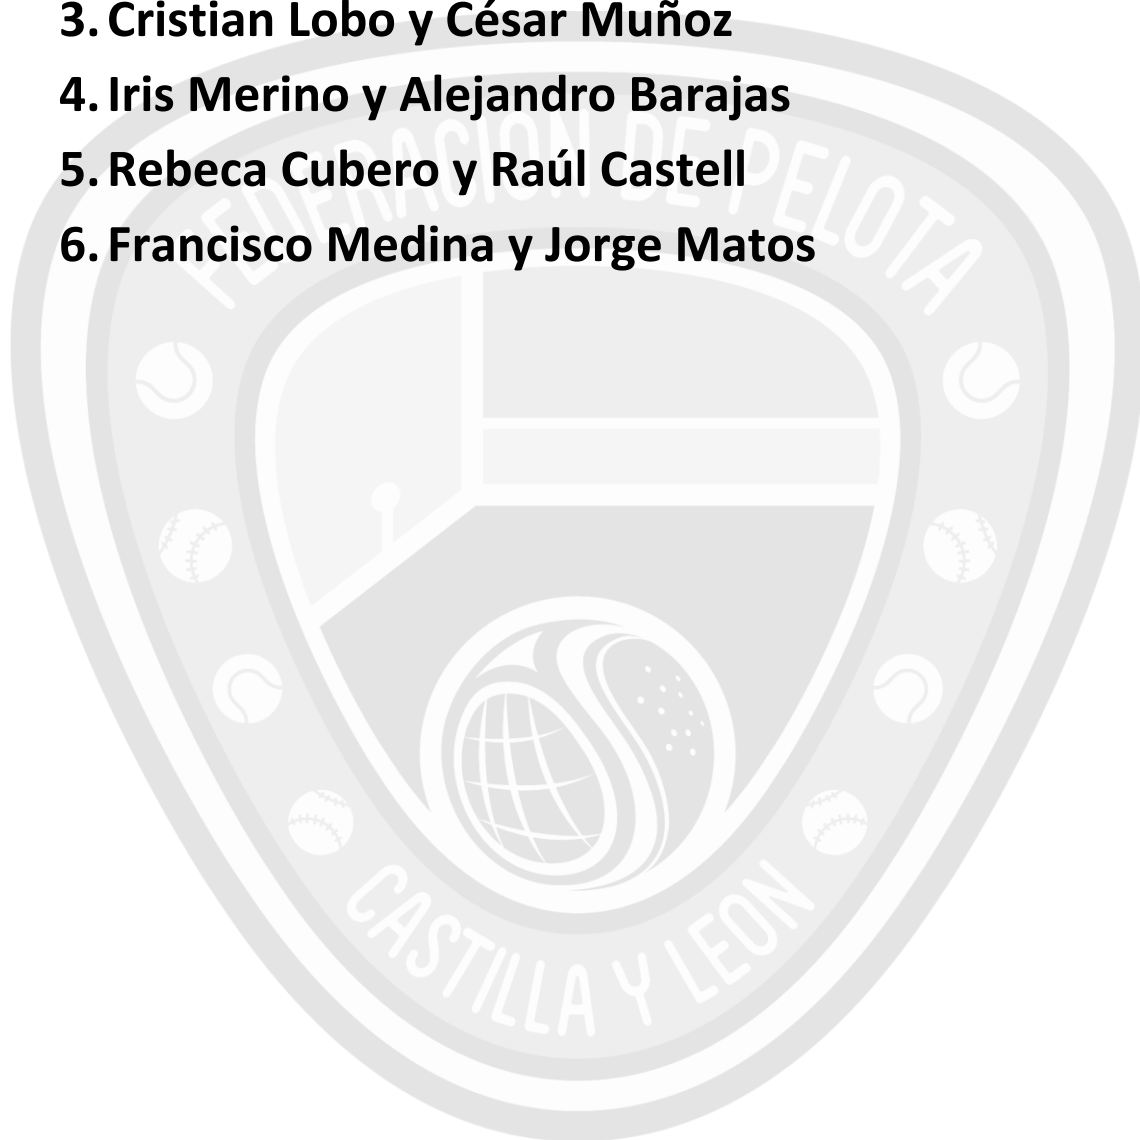 3. Cristian Lobo y César Muñoz
4. Iris Merino y Alejandro Barajas
5. Rebeca Cubero y Raúl Castell
6. Francisco Medina y Jorge Matos
FEDERACION DE PELOTA
CASTILLA Y LEON